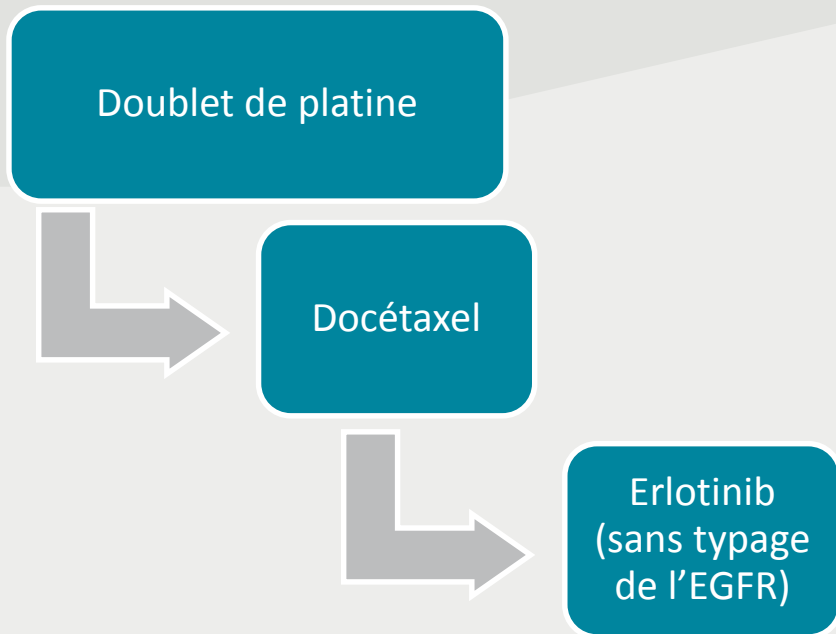 Doublet de platine
Docétaxel
Erlotinib
(sans typage
de l’EGFR)